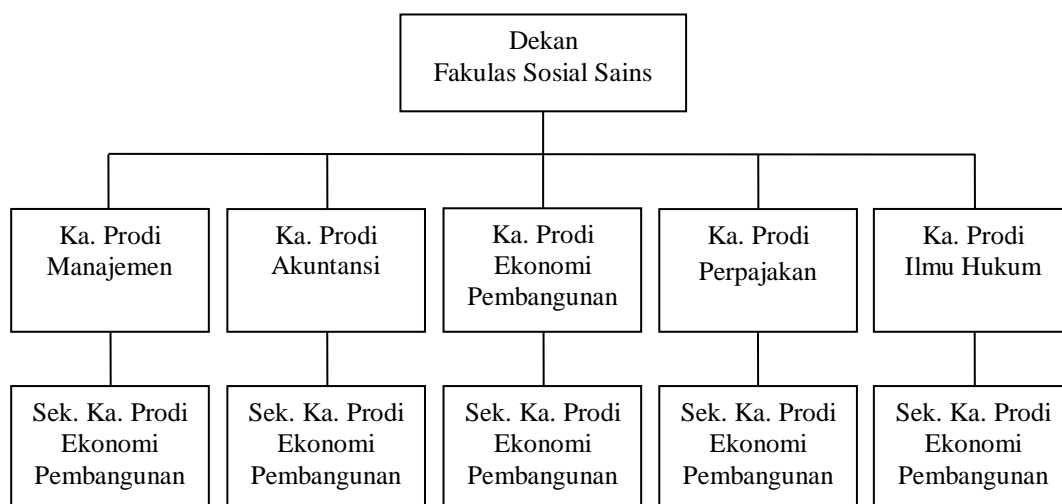 Dekan
Fakulas Sosial Sains
Ka. Prodi
Manajemen
Ka. Prodi
Akuntansi
Ka. Prodi
Ekonomi
Pembangunan
Ka. Prodi
Perpajakan
Ka. Prodi
Ilmu Hukum
Sek. Ka. Prodi
Ekonomi
Pembangunan
Sek. Ka. Prodi
Ekonomi
Pembangunan
Sek. Ka. Prodi
Ekonomi
Pembangunan
Sek. Ka. Prodi
Ekonomi
Pembangunan
Sek. Ka. Prodi
Ekonomi
Pembangunan